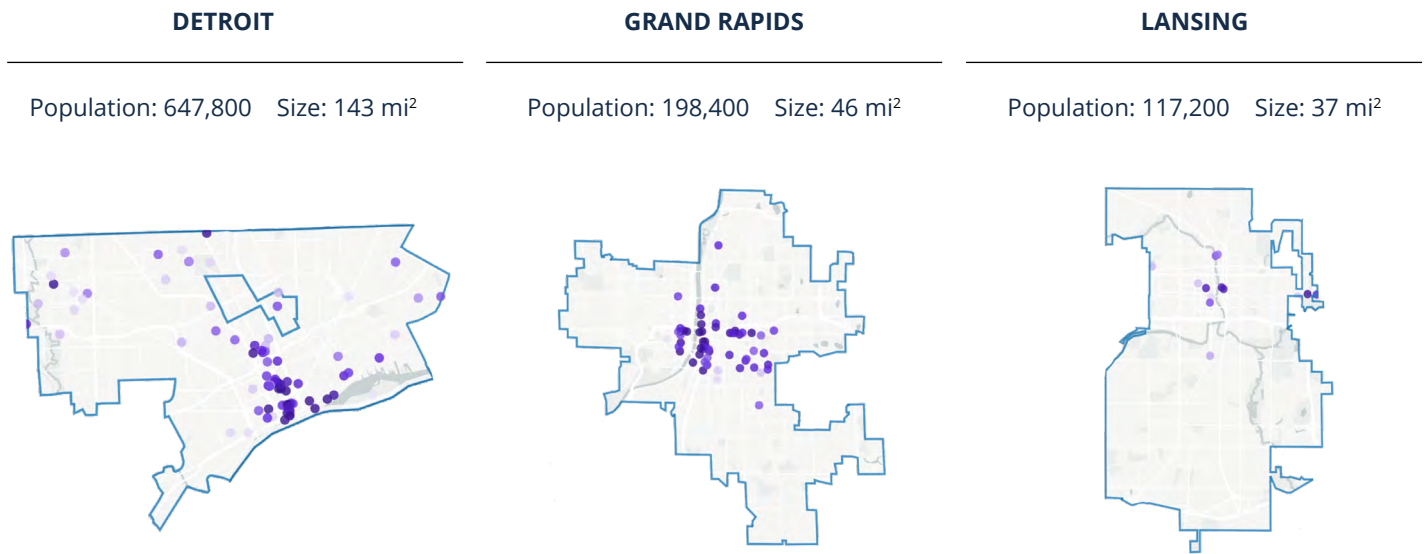 DETROIT
Population: 647,800 Size: 143 mi²
GRAND RAPIDS
Population: 198,400 Size: 46 mi²
LANSING
Population: 117,200 Size: 37 mi²